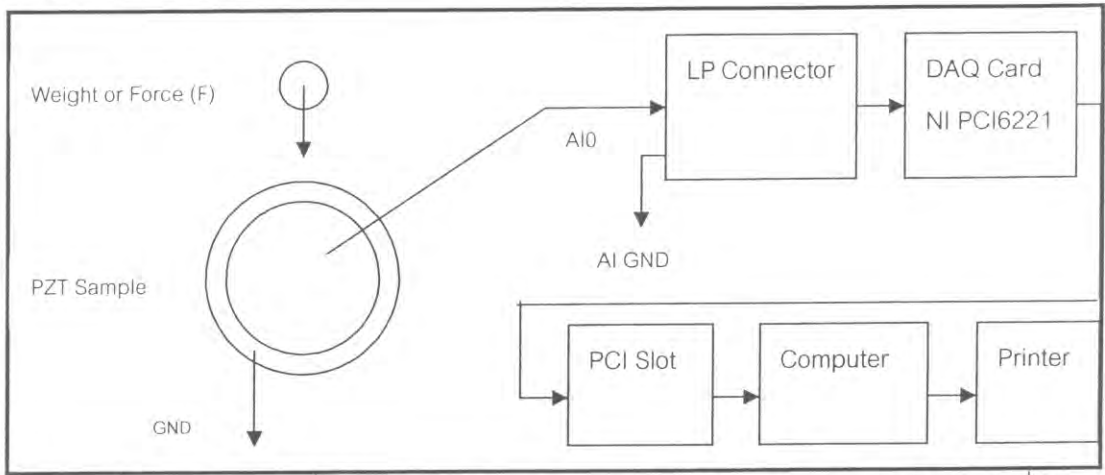 Weight or Force (F)
LP Connector
DAQ Card
NI PCI6221
AI0
AI GND
PZT Sample
GND
PCI Slot
Computer
Printer